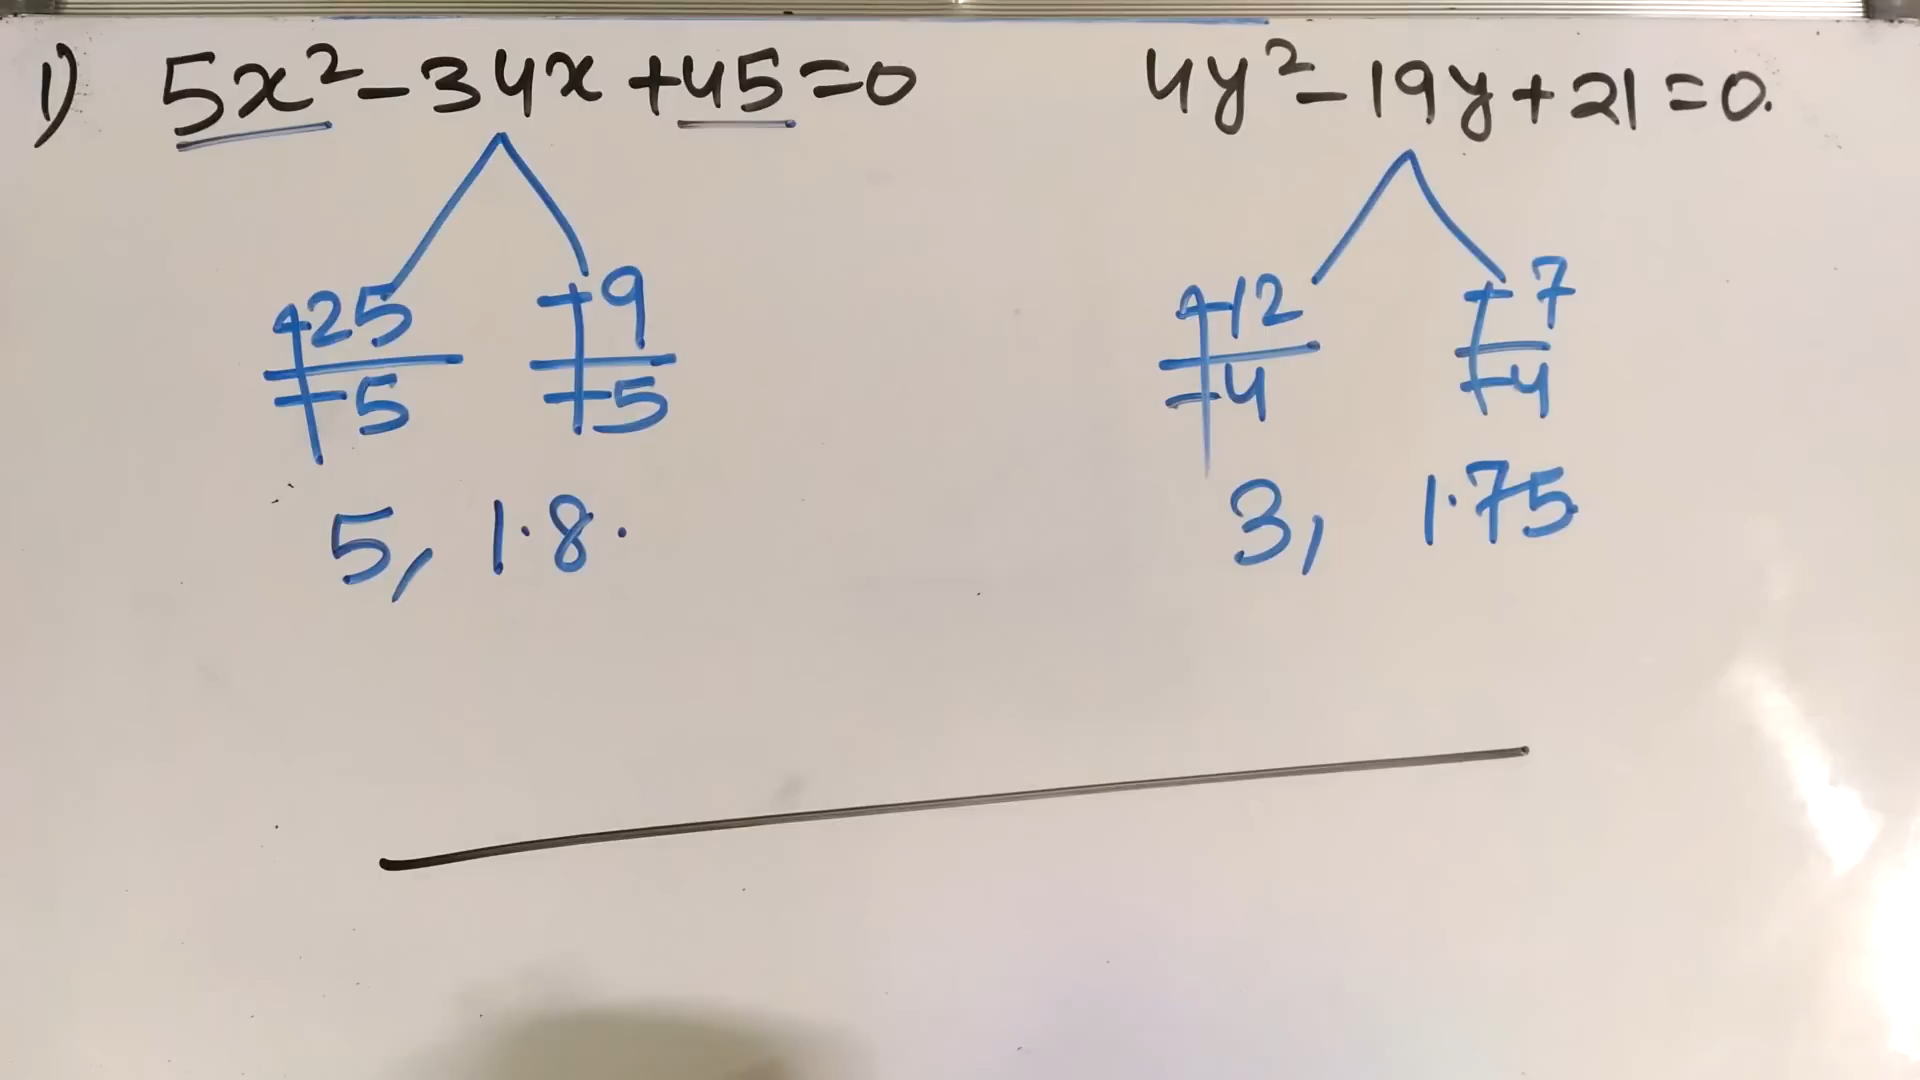 1) 5x² - 34x + 45 = 0 4y² - 19y + 21 = 0.
-25 -9 -12 -7
-5 -5 -4 -4
5, 1.8. 3, 1.75